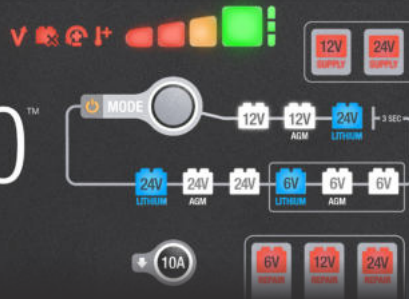 V
12V 24V
SUPPLY SUPPLY
TM
MODE
12V 12V 24V 3 SEC
AGM LITHIUM
24V 24V 24V 6V 6V 6V
LITHIUM AGM LITHIUM AGM
10A
6V 12V 24V
REPAIR REPAIR REPAIR